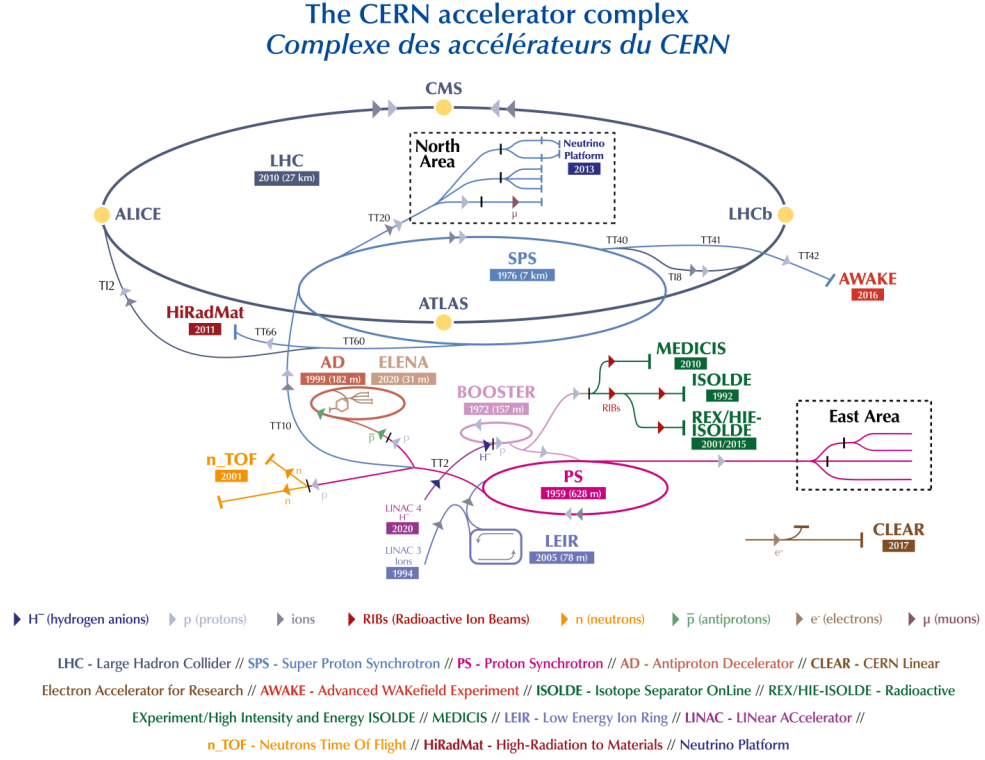 The CERN accelerator complex
Complexe des accélérateurs du CERN
CMS
North
Area
Neutrino
Platform
2013
LHC
2010 (27 km)
μ
ALICE
LHCb
TT20
TT40
TT41
TT42
SPS
1976 (7 km)
TI8
AWAKE
2016
TI2
ATLAS
HiRadMat
2011
TT66
TT60
AD
1999 (182 m)
ELENA
2020 (31 m)
MEDICIS
2010
BOOSTER
1972 (157 m)
ISOLDE
1992
RIBs
REX/HIE-
ISOLDE
2001/2015
East Area
TT10
p̅
p
H⁻
p
n_TOF
2001
n
n
p
TT2
PS
1959 (628 m)
LINAC 4
H⁻
2020
LINAC 3
Ions
1994
LEIR
2005 (78 m)
CLEAR
2017
e⁻
H⁻ (hydrogen anions)
p (protons)
ions
RIBs (Radioactive Ion Beams)
n (neutrons)
p̅ (antiprotons)
e⁻ (electrons)
μ (muons)
LHC - Large Hadron Collider // SPS - Super Proton Synchrotron // PS - Proton Synchrotron // AD - Antiproton Decelerator // CLEAR - CERN Linear
Electron Accelerator for Research // AWAKE - Advanced WAKefield Experiment // ISOLDE - Isotope Separator OnLine // REX/HIE-ISOLDE - Radioactive
EXperiment/High Intensity and Energy ISOLDE // MEDICIS // LEIR - Low Energy Ion Ring // LINAC - LINear ACcelerator //
n_TOF - Neutrons Time Of Flight // HiRadMat - High-Radiation to Materials // Neutrino Platform